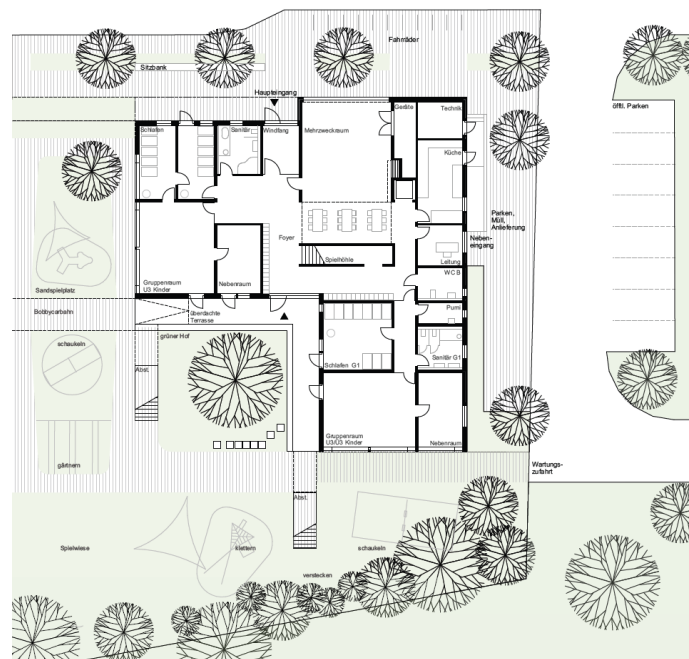 Fahrräder
Sitzbank
Haupteingang
öfftl. Parken
Schlafen
Sanitär
Windfang
Mehrzweckraum
Geräte
Technik
Küche
Parken,
Müll,
Anlieferung
Neben-
eingang
Foyer
Spielhöhle
Leitung
WC B
Gruppenraum
U3 Kinder
Nebenraum
Sandspielplatz
Bobbycarbahn
überdachte
Terrasse
Pumi
grüner Hof
schaukeln
Abst.
Schlafen G1
Sanitär G1
Gruppenraum
U3/Ü3 Kinder
Nebenraum
gärtnern
Wartungs-
zufahrt
Abst.
Spielwiese
klettern
schaukeln
verstecken